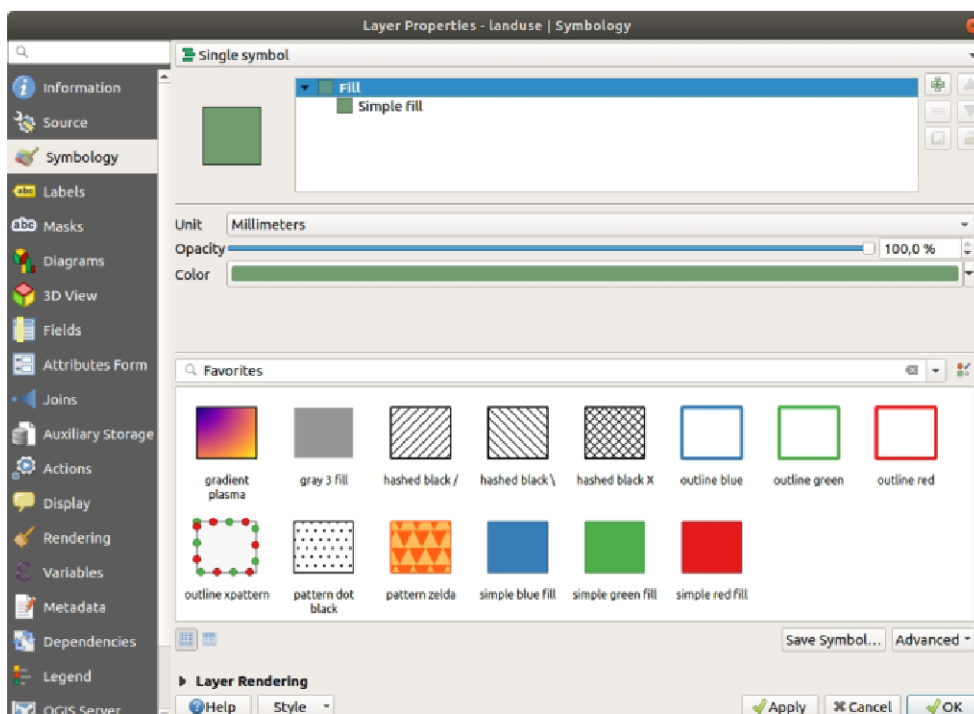 Layer Properties - landuse | Symbology
Information
Source
Symbology
abc Labels
abc Masks
Diagrams
3D View
Fields
Attributes Form
Joins
Auxiliary Storage
Actions
Display
Rendering
Variables
Metadata
Dependencies
Legend
QGIS Server
Single symbol
Fill
Simple fill
Unit Millimeters
Opacity 100,0 %
Color
Favorites
gradient plasma
gray 3 fill
hashed black /
hashed black \
hashed black X
outline blue
outline green
outline red
outline xpattern
pattern dot black
pattern zelda
simple blue fill
simple green fill
simple red fill
Save Symbol... Advanced
Layer Rendering
Help Style Apply Cancel OK